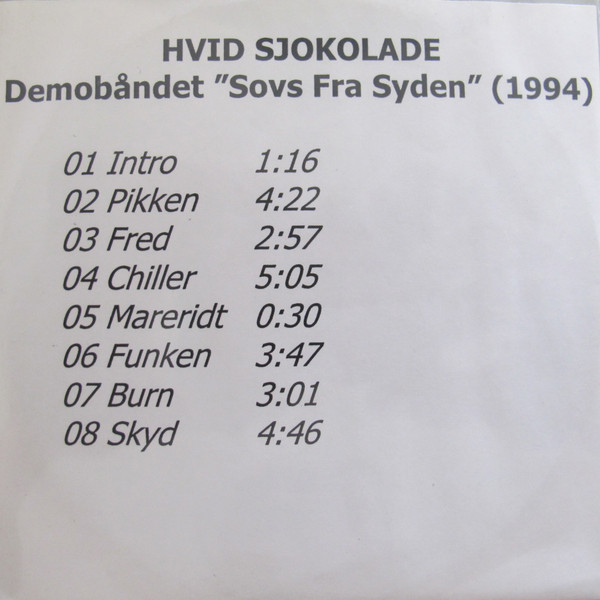 HVID SJOKOLADE
Demobåndet ”Sovs Fra Syden” (1994)
01 Intro 1:16
02 Pikken 4:22
03 Fred 2:57
04 Chiller 5:05
05 Mareridt 0:30
06 Funken 3:47
07 Burn 3:01
08 Skyd 4:46